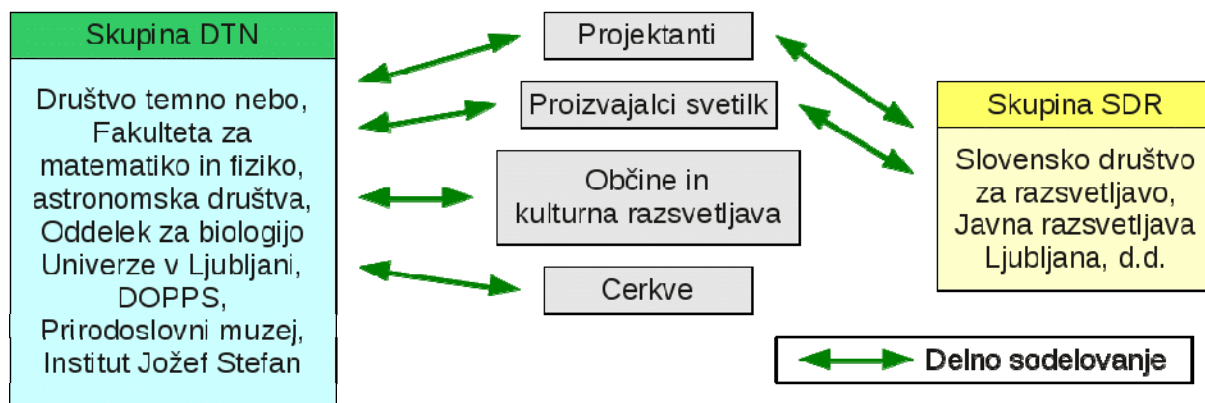 Skupina DTN
Društvo temno nebo,
Fakulteta za
matematiko in fiziko,
astronomska društva,
Oddelek za biologijo
Univerze v Ljubljani,
DOPPS,
Prirodoslovni muzej,
Institut Jožef Stefan
Projektanti
Proizvajalci svetilk
Občine in
kulturna razsvetljava
Cerkve
Skupina SDR
Slovensko društvo
za razsvetljavo,
Javna razsvetljava
Ljubljana, d.d.
Delno sodelovanje